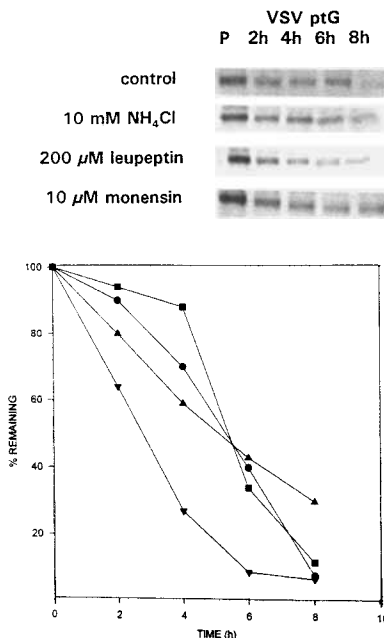 VSV ptG
P 2h 4h 6h 8h
control
10 mM NH₄Cl
200 µM leupeptin
10 µM monensin
100
80
60
40
20
% REMAINING
0 2 4 6 8 10
TIME (h)